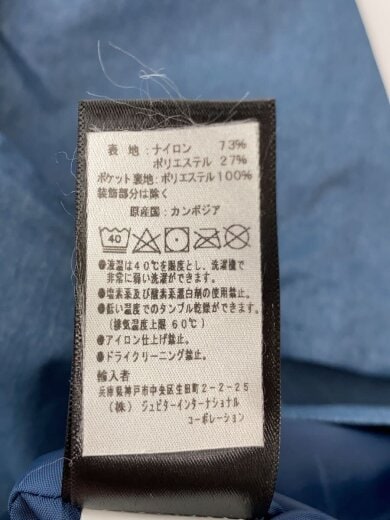 表　地:ナイロン　73%
ポリエステル 27%
ポケット裏地:ポリエステル100%
装飾部分は除く
原産国:カンボジア
40
●液温は40℃を限度とし、洗濯機で
非常に弱い洗濯ができます。
●塩素系及び酸素系漂白剤の使用禁止。
●低い温度でのタンブル乾燥ができます。
(排気温度上限 60℃)
●アイロン仕上げ禁止。
●ドライクリーニング禁止。
輸入者
兵庫県神戸市中央区生田町2-2-25
(株) ジュピターインターナショナル
コーポレーション